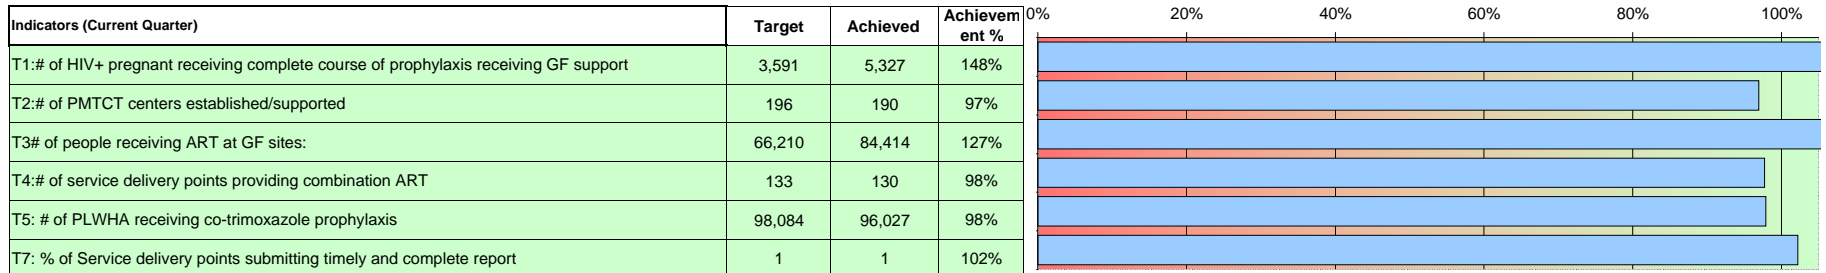 Indicators (Current Quarter) Target Achieved Achievem
ent % 0% 20% 40% 60% 80% 100%
T1:# of HIV+ pregnant receiving complete course of prophylaxis receiving GF support 3,591 5,327 148%
T2:# of PMTCT centers established/supported 196 190 97%
T3# of people receiving ART at GF sites: 66,210 84,414 127%
T4:# of service delivery points providing combination ART 133 130 98%
T5: # of PLWHA receiving co-trimoxazole prophylaxis 98,084 96,027 98%
T7: % of Service delivery points submitting timely and complete report 1 1 102%